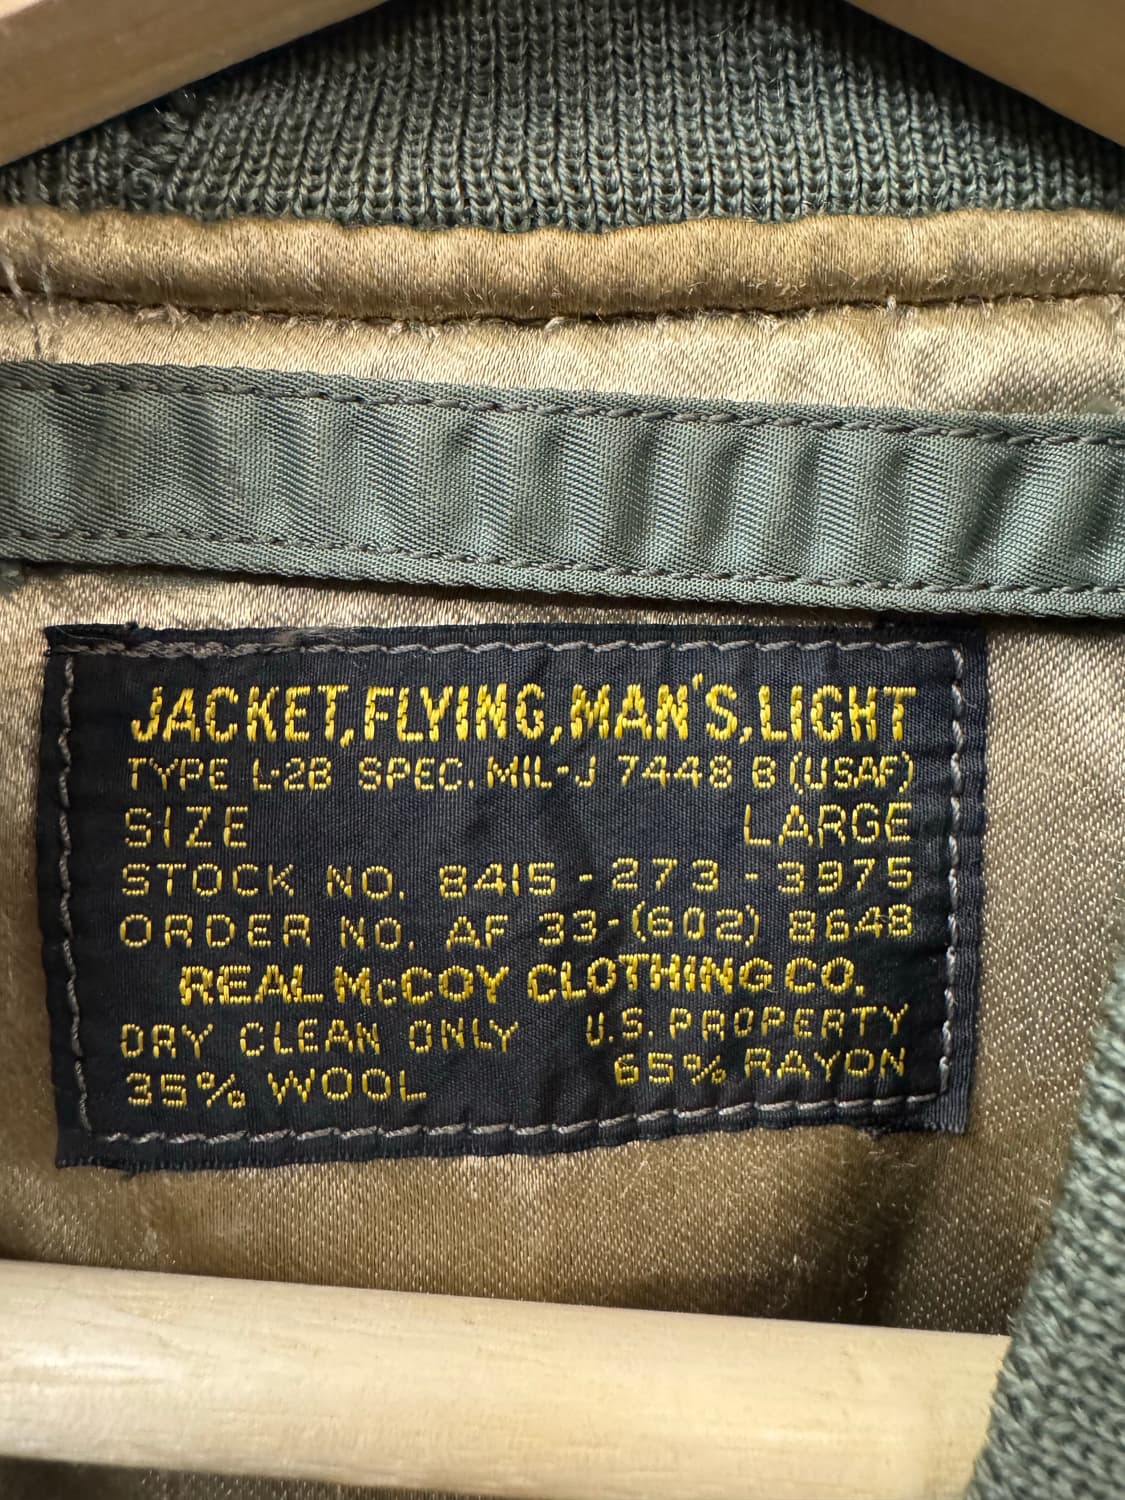 JACKET,FLYING,MAN'S,LIGHT
TYPE L-2B SPEC.MIL-J 7448 B (USAF)
SIZE LARGE
STOCK NO. 8415 - 273 - 3975
ORDER NO. AF 33-(602) 8648
REAL McCOY CLOTHING CO.
DRY CLEAN ONLY U.S. PROPERTY
35% WOOL 65% RAYON